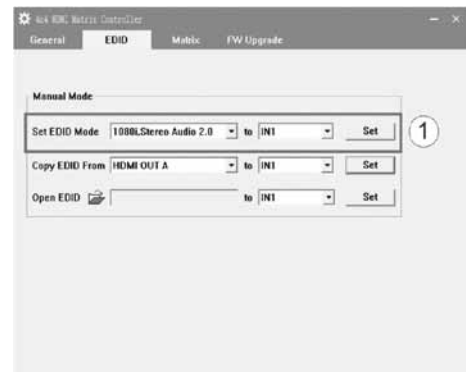 4x4 HDMI Matrix Controller
General EDID Matrix FW Upgrade
Manual Mode
Set EDID Mode 1080i,Stereo Audio 2.0 to IN1 Set 1
Copy EDID From HDMI OUT A to IN1 Set
Open EDID to IN1 Set